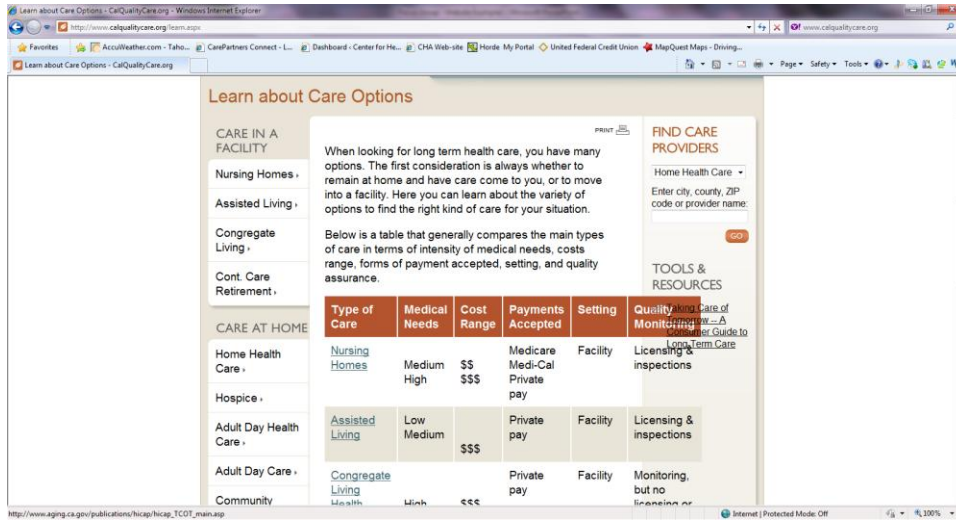 Learn about Care Options - CalQualityCare.org - Windows Internet Explorer
http://www.calqualitycare.org/learn.aspx
www.calqualitycare.org
Favorites AccuWeather.com - Taho... CarePartners Connect - L... Dashboard - Center for He... CHA Web-site Horde My Portal United Federal Credit Union MapQuest Maps - Driving...
Learn about Care Options - CalQualityCare.org
Page Safety Tools
Learn about Care Options
CARE IN A
FACILITY
Nursing Homes
Assisted Living
Congregate
Living
Cont. Care
Retirement
CARE AT HOME
Home Health
Care
Hospice
Adult Day Health
Care
Adult Day Care
Community
PRINT
When looking for long term health care, you have many
options. The first consideration is always whether to
remain at home and have care come to you, or to move
into a facility. Here you can learn about the variety of
options to find the right kind of care for your situation.
Below is a table that generally compares the main types
of care in terms of intensity of medical needs, costs
range, forms of payment accepted, setting, and quality
assurance.
Type of Care Medical Needs Cost Range Payments Accepted Setting Quality Monitoring
Nursing Homes Medium High $$ $$$ Medicare Medi-Cal Private pay Facility Licensing & inspections
Assisted Living Low Medium $$$ Private pay Facility Licensing & inspections
Congregate Living Health High $$$ Private pay Facility Monitoring, but no licensing or
FIND CARE
PROVIDERS
Home Health Care
Enter city, county, ZIP
code or provider name:
GO
TOOLS &
RESOURCES
Taking Care of
Tomorrow -- A
Consumer Guide to
Long Term Care
http://www.aging.ca.gov/publications/hicap/hicap_TCOT_main.asp
Internet | Protected Mode: Off
100%